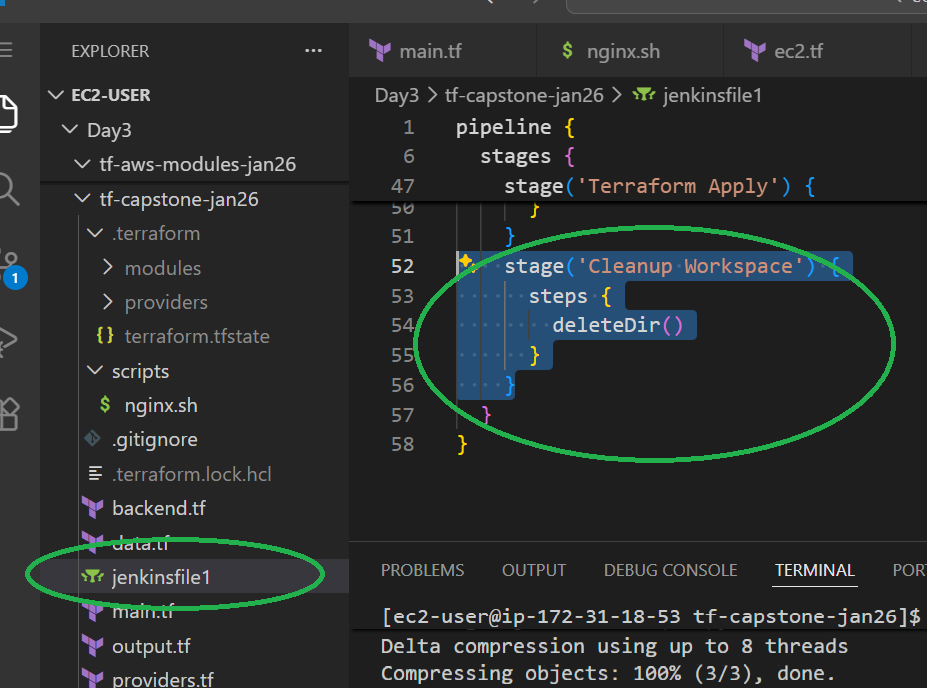 EXPLORER
...
EC2-USER
Day3
tf-aws-modules-jan26
tf-capstone-jan26
.terraform
modules
providers
{} terraform.tfstate
scripts
$ nginx.sh
.gitignore
.terraform.lock.hcl
backend.tf
data.tf
jenkinsfile1
main.tf
output.tf
providers.tf
1
main.tf
$ nginx.sh
ec2.tf
Day3 > tf-capstone-jan26 > jenkinsfile1
1 pipeline {
6 stages {
47 stage('Terraform Apply') {
50 }
51 }
52 stage('Cleanup Workspace') {
53 steps {
54 deleteDir()
55 }
56 }
57 }
58 }
PROBLEMS OUTPUT DEBUG CONSOLE TERMINAL
[ec2-user@ip-172-31-18-53 tf-capstone-jan26]$
Delta compression using up to 8 threads
Compressing objects: 100% (3/3), done.